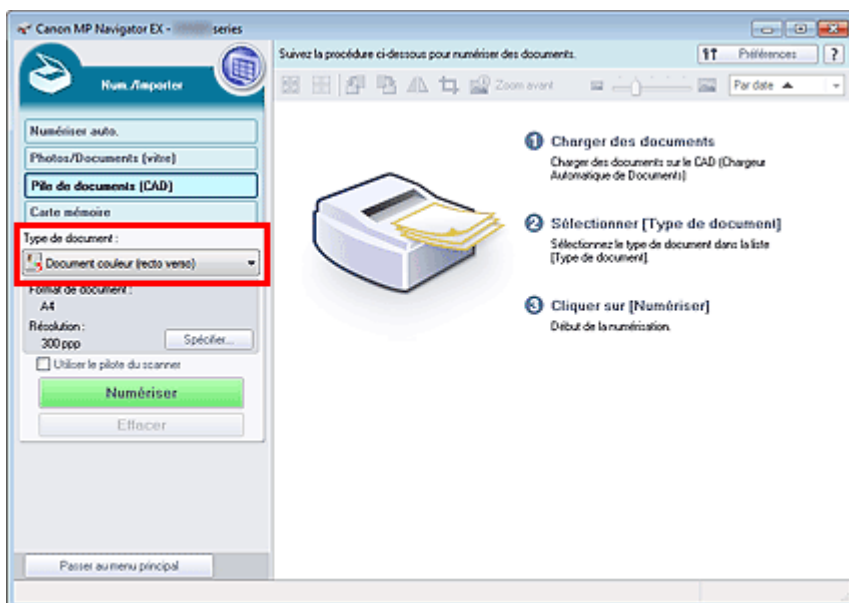 Canon MP Navigator EX - series
Suivez la procédure ci-dessous pour numériser des documents.
Préférences
?
Num./Importer
Zoom avant
Par date
Numériser auto.
Photos/Documents (vitre)
Pile de documents (CAD)
Carte mémoire
Type de document :
Document couleur (recto verso)
Format de document :
A4
Résolution :
300 ppp
Spécifier...
Utiliser le pilote du scanner
Numériser
Effacer
Passer au menu principal
1 Charger des documents
Charger des documents sur le CAD (Chargeur
Automatique de Documents)
2 Sélectionner [Type de document]
Sélectionnez le type de document dans la liste
[Type de document].
3 Cliquer sur [Numériser]
Début de la numérisation.